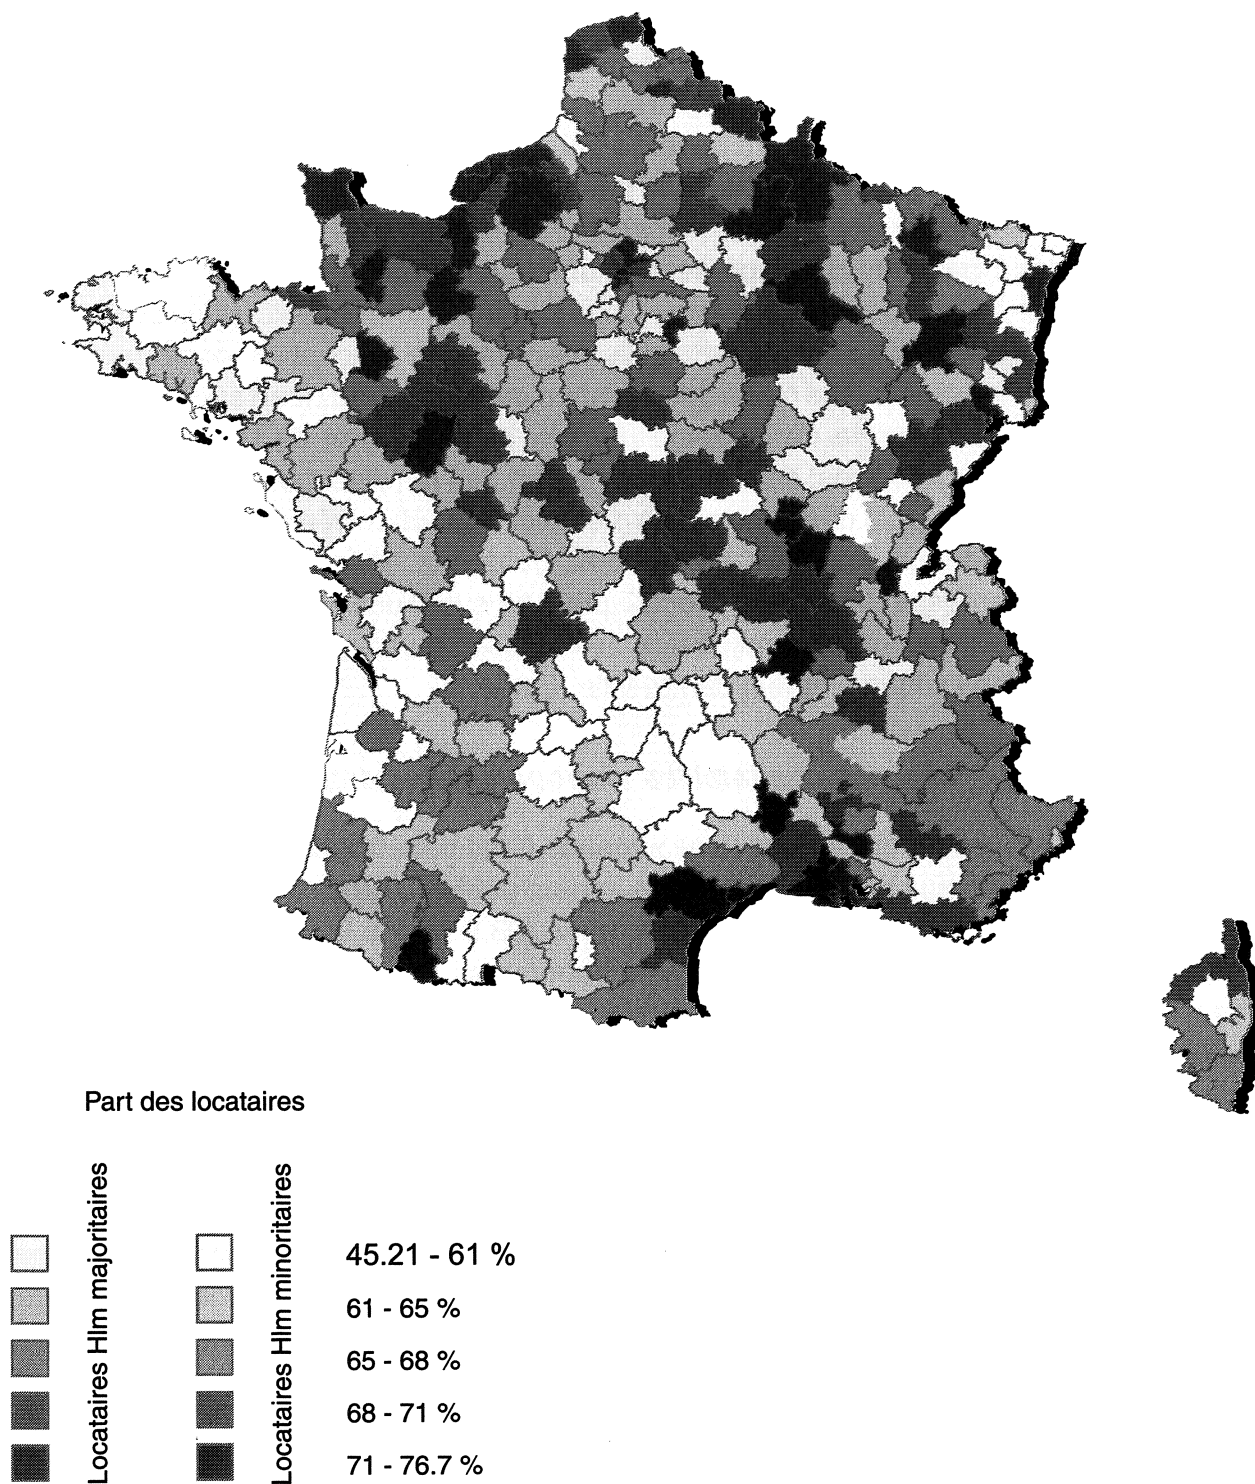 Part des locataires
Locataires Hlm majoritaires
Locataires Hlm minoritaires
45.21 - 61 %
61 - 65 %
65 - 68 %
68 - 71 %
71 - 76.7 %